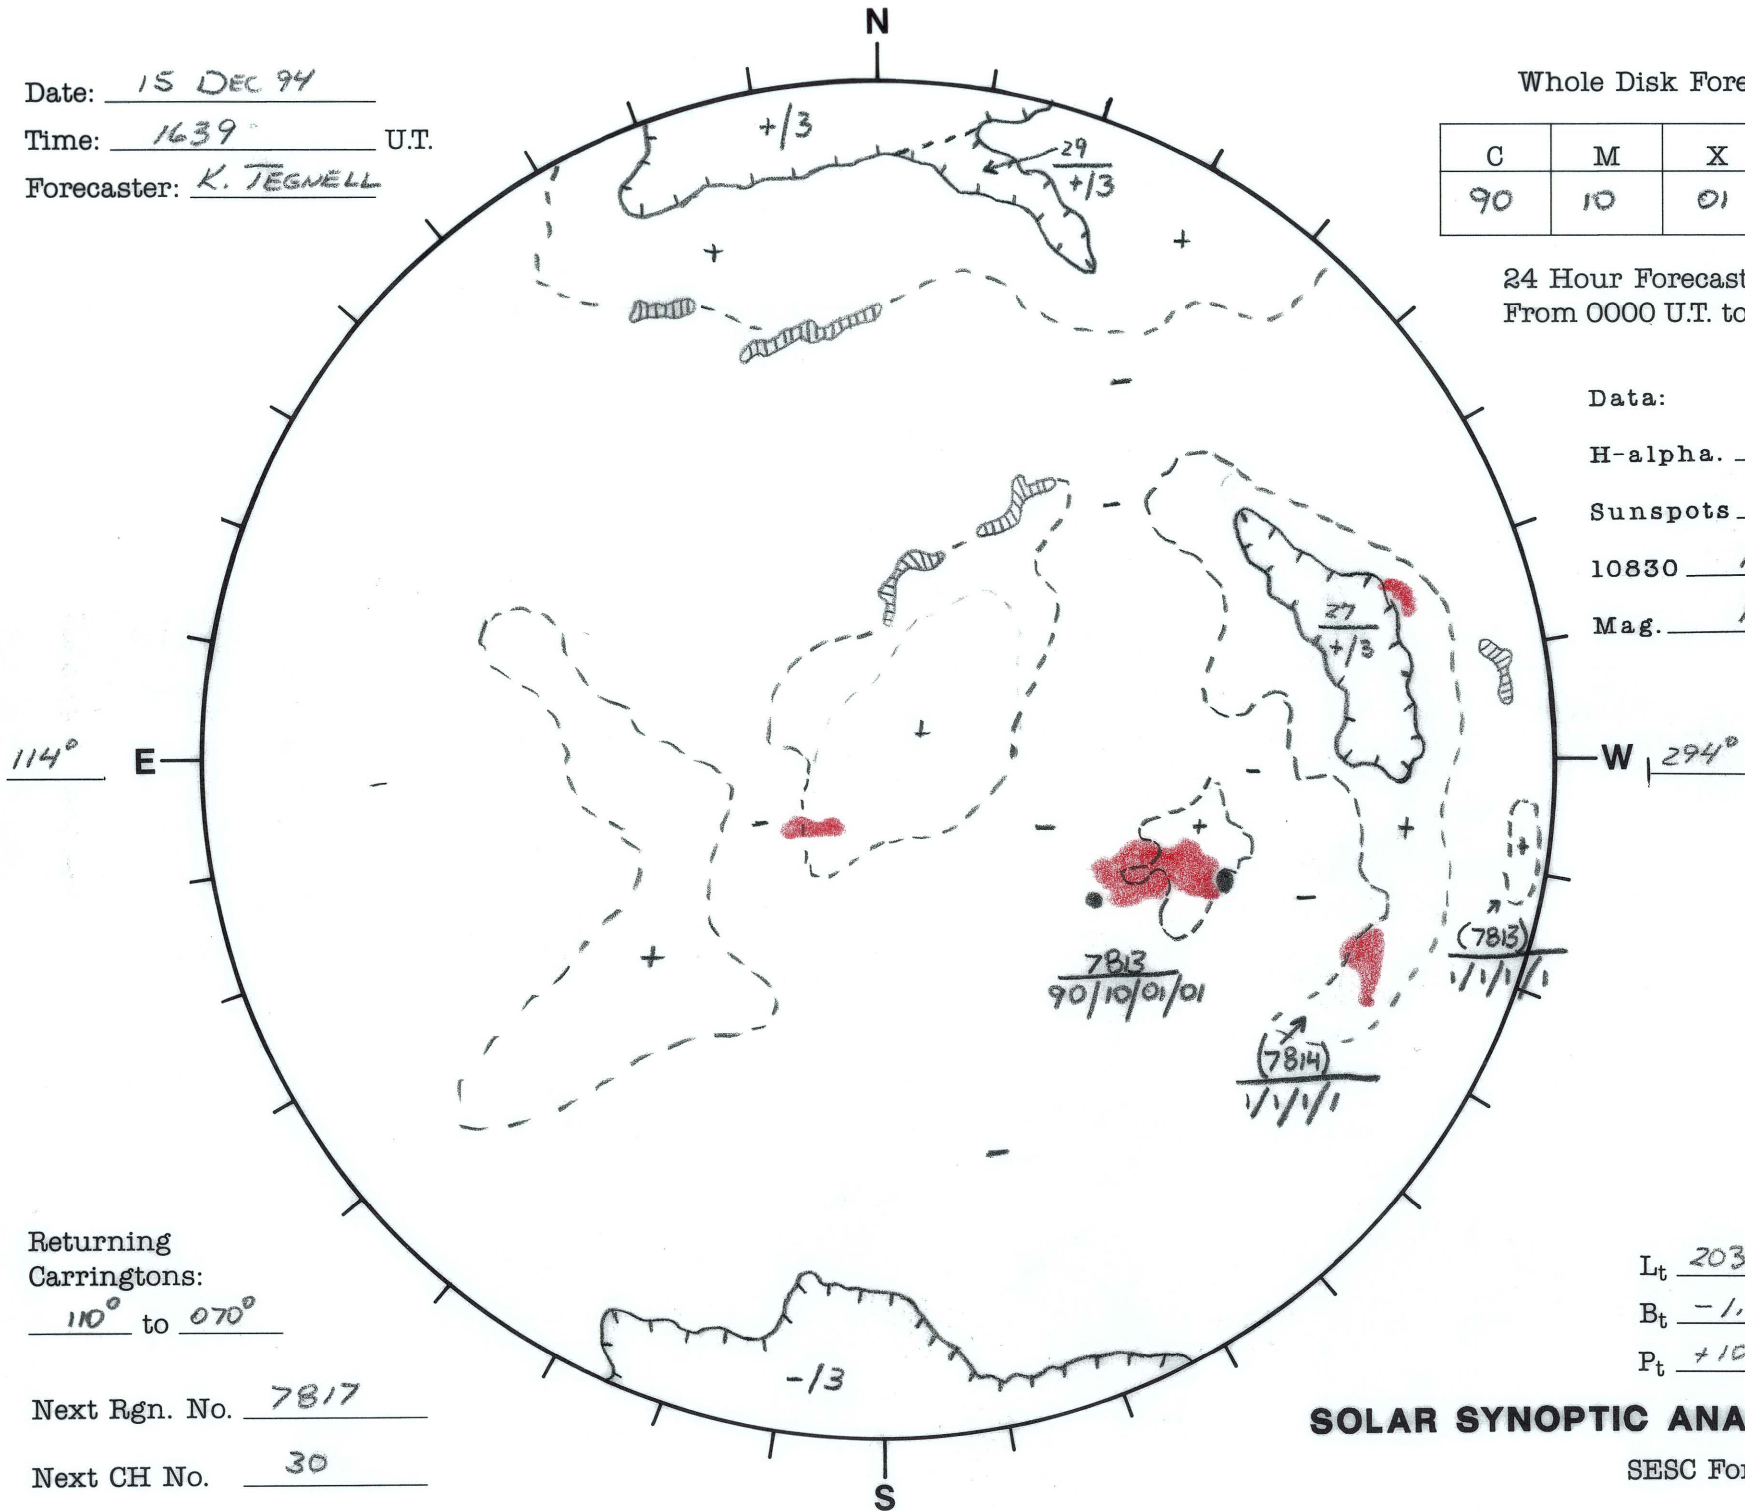 N
Date: 15 DEC 94
Time: 1639 U.T.
Forecaster: K. TEGNELL
Whole Disk Fore
C M X
90 10 01
24 Hour Forecast
From 0000 U.T. to
Data:
H-alpha.
Sunspots
10830
Mag.
+/3
29
+/3
+
+
-
-
27
+/3
114°
E
W
294°
-
+
-
-
-
+
+
+
-
+
(7813)
1/1/1/1
7813
90/10/01/01
(7814)
1/1/1/1
-
-/3
Returning
Carringtons:
110° to 070°
Next Rgn. No. 7817
Next CH No. 30
Lt 203
Bt -1.
Pt +10
SOLAR SYNOPTIC ANA
SESC For
S